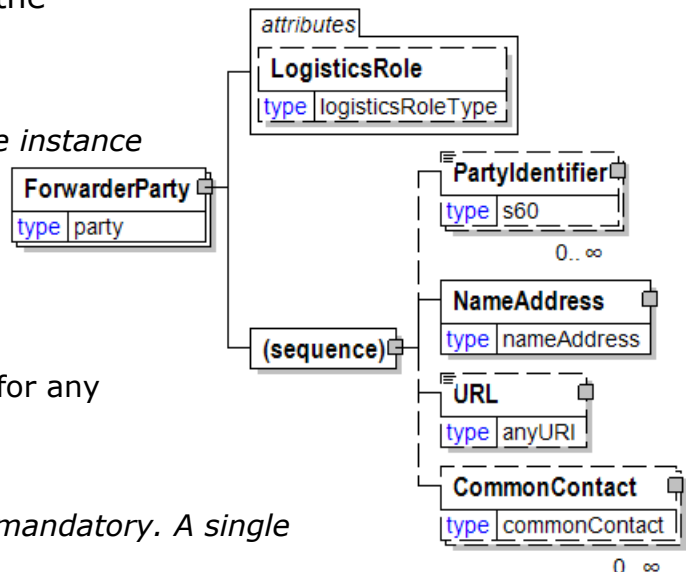 the
attributes
LogisticsRole
type logisticsRoleType
e instance
ForwarderParty
type party
PartyIdentifier
type s60
0.. ∞
NameAddress
type nameAddress
(sequence)
for any
URL
type anyURI
CommonContact
type commonContact
mandatory. A single
0.. ∞